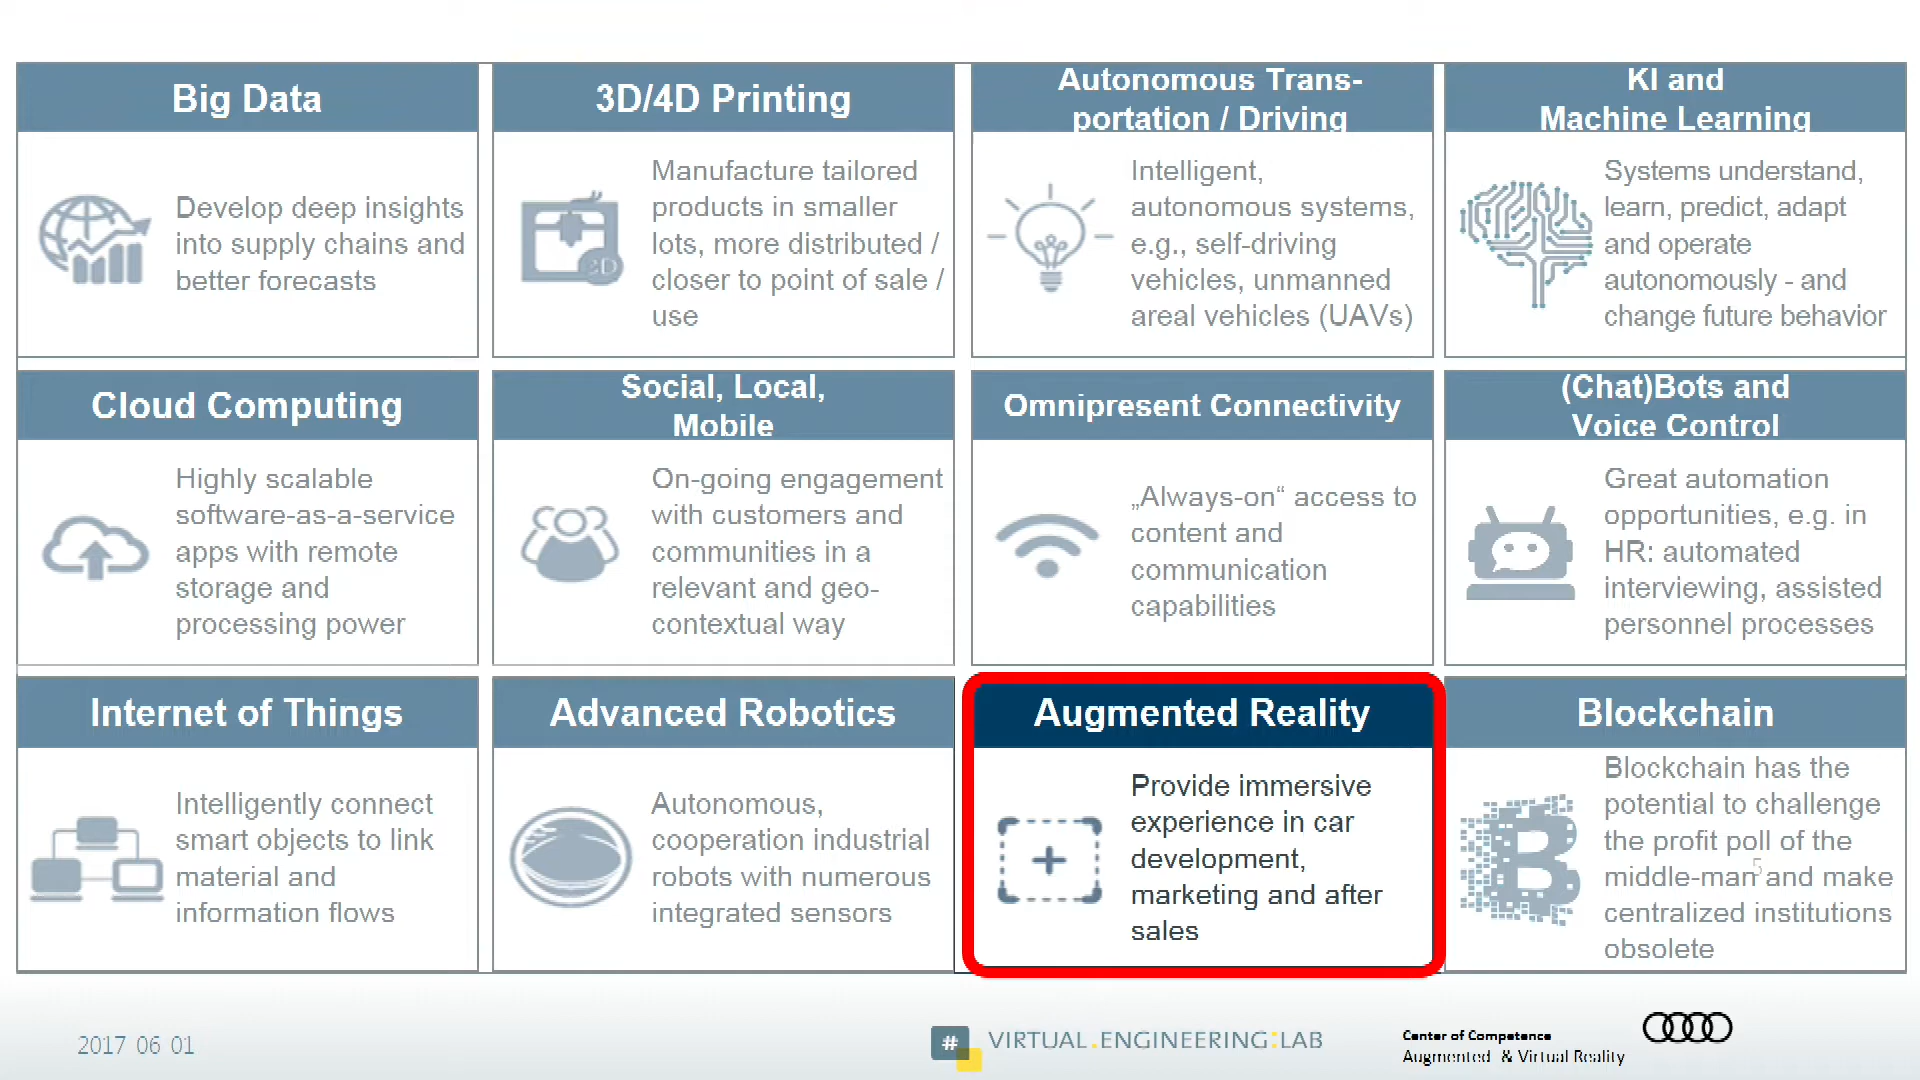 Big Data
Develop deep insights
into supply chains and
better forecasts
3D/4D Printing
3D
Manufacture tailored
products in smaller
lots, more distributed /
closer to point of sale /
use
Autonomous Trans-
portation / Driving
Intelligent,
autonomous systems,
e.g., self-driving
vehicles, unmanned
areal vehicles (UAVs)
KI and
Machine Learning
Systems understand,
learn, predict, adapt
and operate
autonomously - and
change future behavior
Cloud Computing
Highly scalable
software-as-a-service
apps with remote
storage and
processing power
Social, Local,
Mobile
On-going engagement
with customers and
communities in a
relevant and geo-
contextual way
Omnipresent Connectivity
„Always-on“ access to
content and
communication
capabilities
(Chat)Bots and
Voice Control
Great automation
opportunities, e.g. in
HR: automated
interviewing, assisted
personnel processes
Internet of Things
Intelligently connect
smart objects to link
material and
information flows
Advanced Robotics
Autonomous,
cooperation industrial
robots with numerous
integrated sensors
Augmented Reality
Provide immersive
experience in car
development,
marketing and after
sales
Blockchain
Blockchain has the
potential to challenge
the profit poll of the
middle-man and make
centralized institutions
obsolete
5
2017 06 01
# VIRTUAL.ENGINEERING:LAB
Center of Competence
Augmented & Virtual Reality